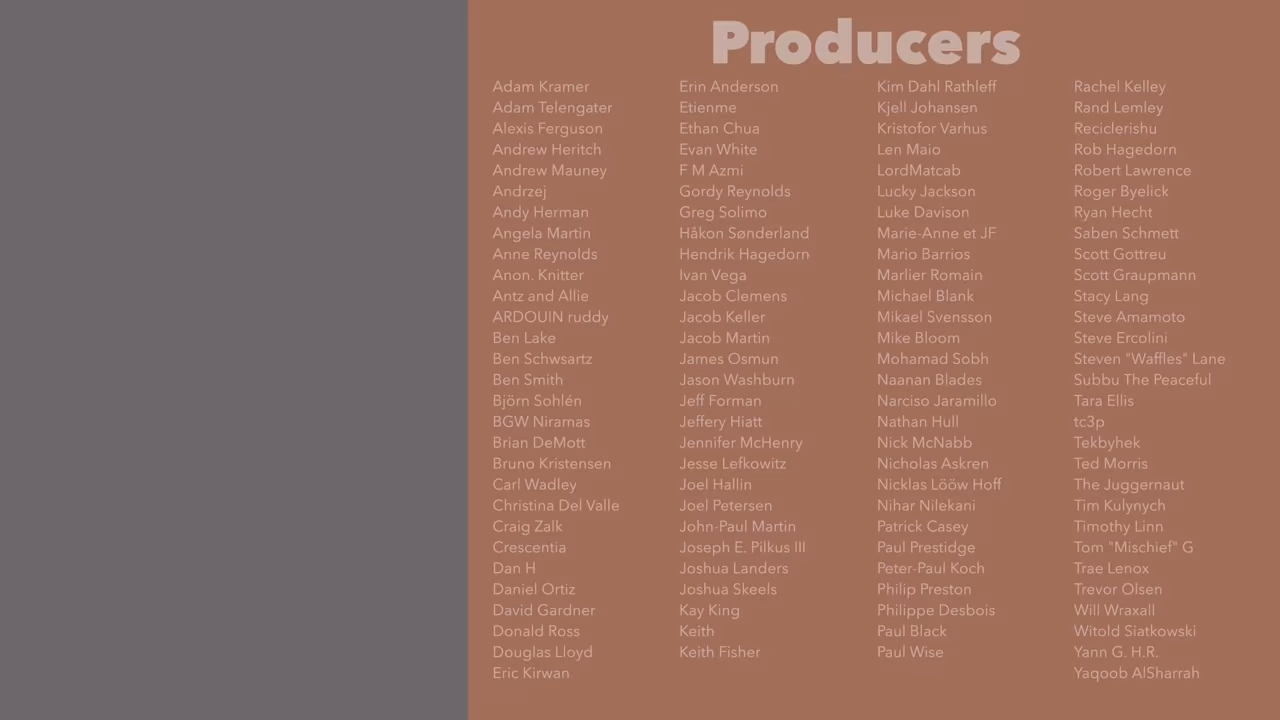 Producers
Adam Kramer
Adam Telengater
Alexis Ferguson
Andrew Heritch
Andrew Mauney
Andrzej
Andy Herman
Angela Martin
Anne Reynolds
Anon. Knitter
Antz and Allie
ARDOUIN ruddy
Ben Lake
Ben Schwsartz
Ben Smith
Björn Sohlén
BGW Niramas
Brian DeMott
Bruno Kristensen
Carl Wadley
Christina Del Valle
Craig Zalk
Crescentia
Dan H
Daniel Ortiz
David Gardner
Donald Ross
Douglas Lloyd
Eric Kirwan
Erin Anderson
Etienme
Ethan Chua
Evan White
F M Azmi
Gordy Reynolds
Greg Solimo
Håkon Sønderland
Hendrik Hagedorn
Ivan Vega
Jacob Clemens
Jacob Keller
Jacob Martin
James Osmun
Jason Washburn
Jeff Forman
Jeffery Hiatt
Jennifer McHenry
Jesse Lefkowitz
Joel Hallin
Joel Petersen
John-Paul Martin
Joseph E. Pilkus III
Joshua Landers
Joshua Skeels
Kay King
Keith
Keith Fisher
Kim Dahl Rathleff
Kjell Johansen
Kristofor Varhus
Len Maio
LordMatcab
Lucky Jackson
Luke Davison
Marie-Anne et JF
Mario Barrios
Marlier Romain
Michael Blank
Mikael Svensson
Mike Bloom
Mohamad Sobh
Naanan Blades
Narciso Jaramillo
Nathan Hull
Nick McNabb
Nicholas Askren
Nicklas Lööw Hoff
Nihar Nilekani
Patrick Casey
Paul Prestidge
Peter-Paul Koch
Philip Preston
Philippe Desbois
Paul Black
Paul Wise
Rachel Kelley
Rand Lemley
Reciclerishu
Rob Hagedorn
Robert Lawrence
Roger Byelick
Ryan Hecht
Saben Schmett
Scott Gottreu
Scott Graupmann
Stacy Lang
Steve Amamoto
Steve Ercolini
Steven "Waffles" Lane
Subbu The Peaceful
Tara Ellis
tc3p
Tekbyhek
Ted Morris
The Juggernaut
Tim Kulynych
Timothy Linn
Tom "Mischief" G
Trae Lenox
Trevor Olsen
Will Wraxall
Witold Siatkowski
Yann G. H.R.
Yaqoob AlSharrah